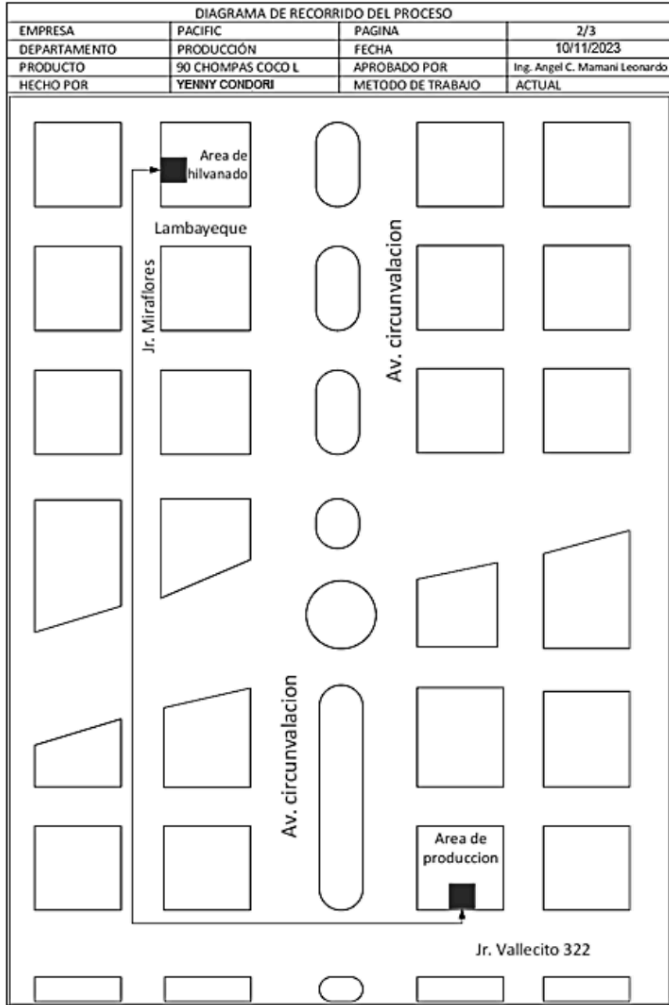 DIAGRAMA DE RECORRIDO DEL PROCESO
EMPRESA PACIFIC PAGINA 2/3
DEPARTAMENTO PRODUCCIÓN FECHA 10/11/2023
PRODUCTO 90 CHOMPAS COCO L APROBADO POR Ing. Angel C. Mamani Leonardo
HECHO POR YENNY CONDORI METODO DE TRABAJO ACTUAL
Area de
hilvanado
Lambayeque
Jr. Miraflores
Av. circunvalacion
Av. circunvalacion
Area de
produccion
Jr. Vallecito 322